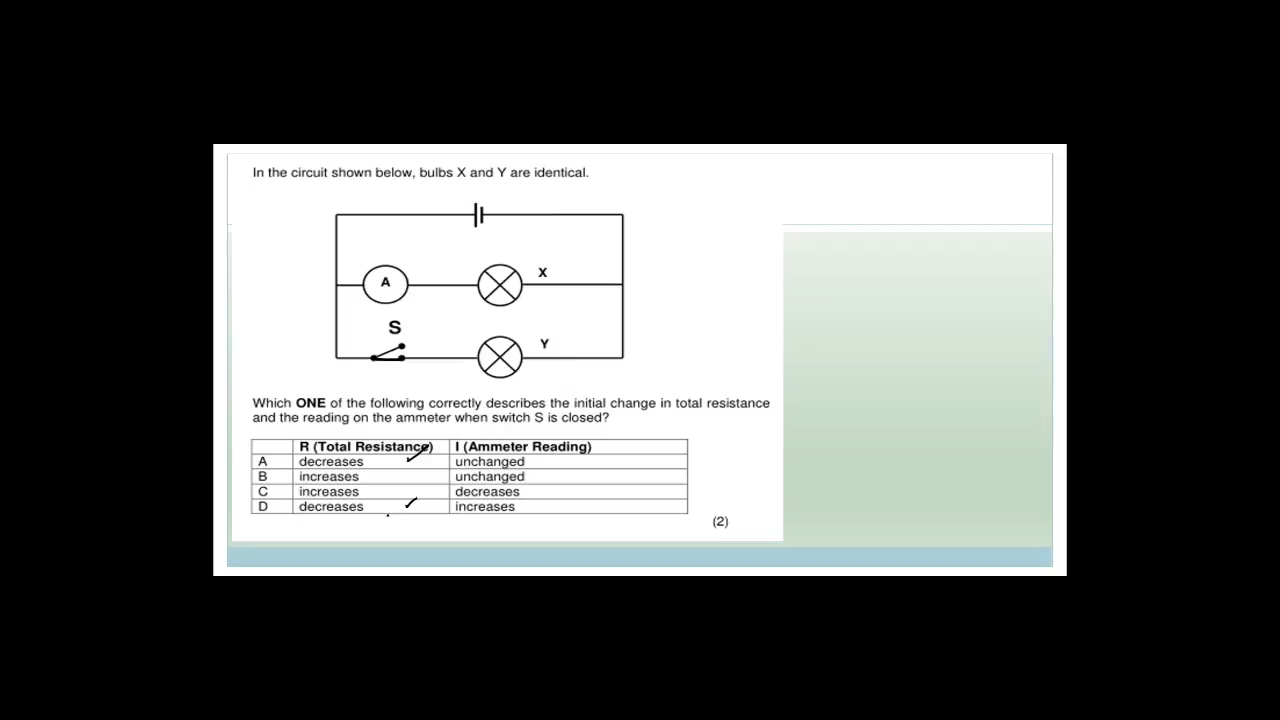 In the circuit shown below, bulbs X and Y are identical.
A
X
S
Y
Which ONE of the following correctly describes the initial change in total resistance
and the reading on the ammeter when switch S is closed?
R (Total Resistance) I (Ammeter Reading)
A decreases unchanged
B increases unchanged
C increases decreases
D decreases increases
(2)